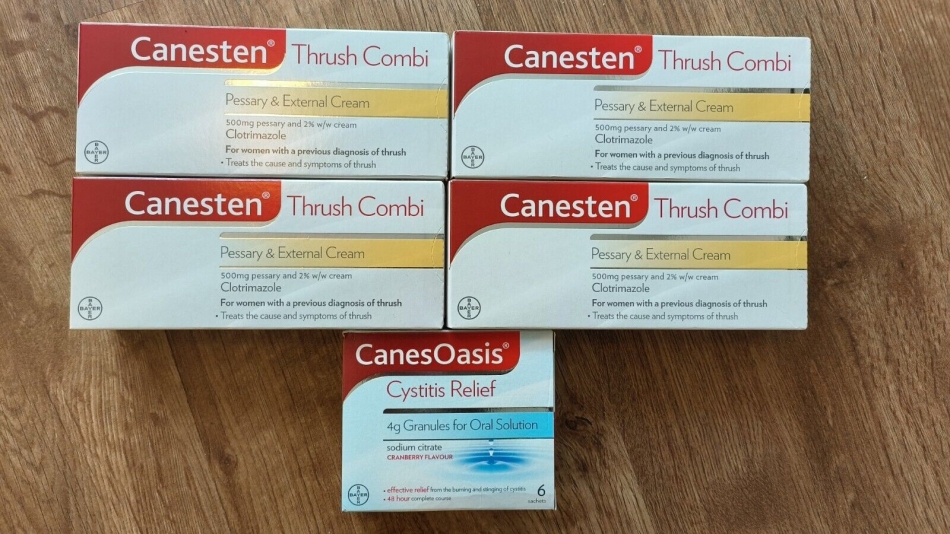 Canesten® Thrush Combi
Pessary & External Cream
500mg pessary and 2% w/w cream
Clotrimazole
For women with a previous diagnosis of thrush
• Treats the cause and symptoms of thrush
BAYER
Canesten® Thrush Combi
Pessary & External Cream
500mg pessary and 2% w/w cream
Clotrimazole
For women with a previous diagnosis of thrush
• Treats the cause and symptoms of thrush
BAYER
Canesten® Thrush Combi
Pessary & External Cream
500mg pessary and 2% w/w cream
Clotrimazole
For women with a previous diagnosis of thrush
• Treats the cause and symptoms of thrush
BAYER
Canesten® Thrush Combi
Pessary & External Cream
500mg pessary and 2% w/w cream
Clotrimazole
For women with a previous diagnosis of thrush
• Treats the cause and symptoms of thrush
BAYER
CanesOasis®
Cystitis Relief
4g Granules for Oral Solution
sodium citrate
CRANBERRY FLAVOUR
• effective relief from the burning and stinging of cystitis
• 48 hour complete course
6
sachets
BAYER